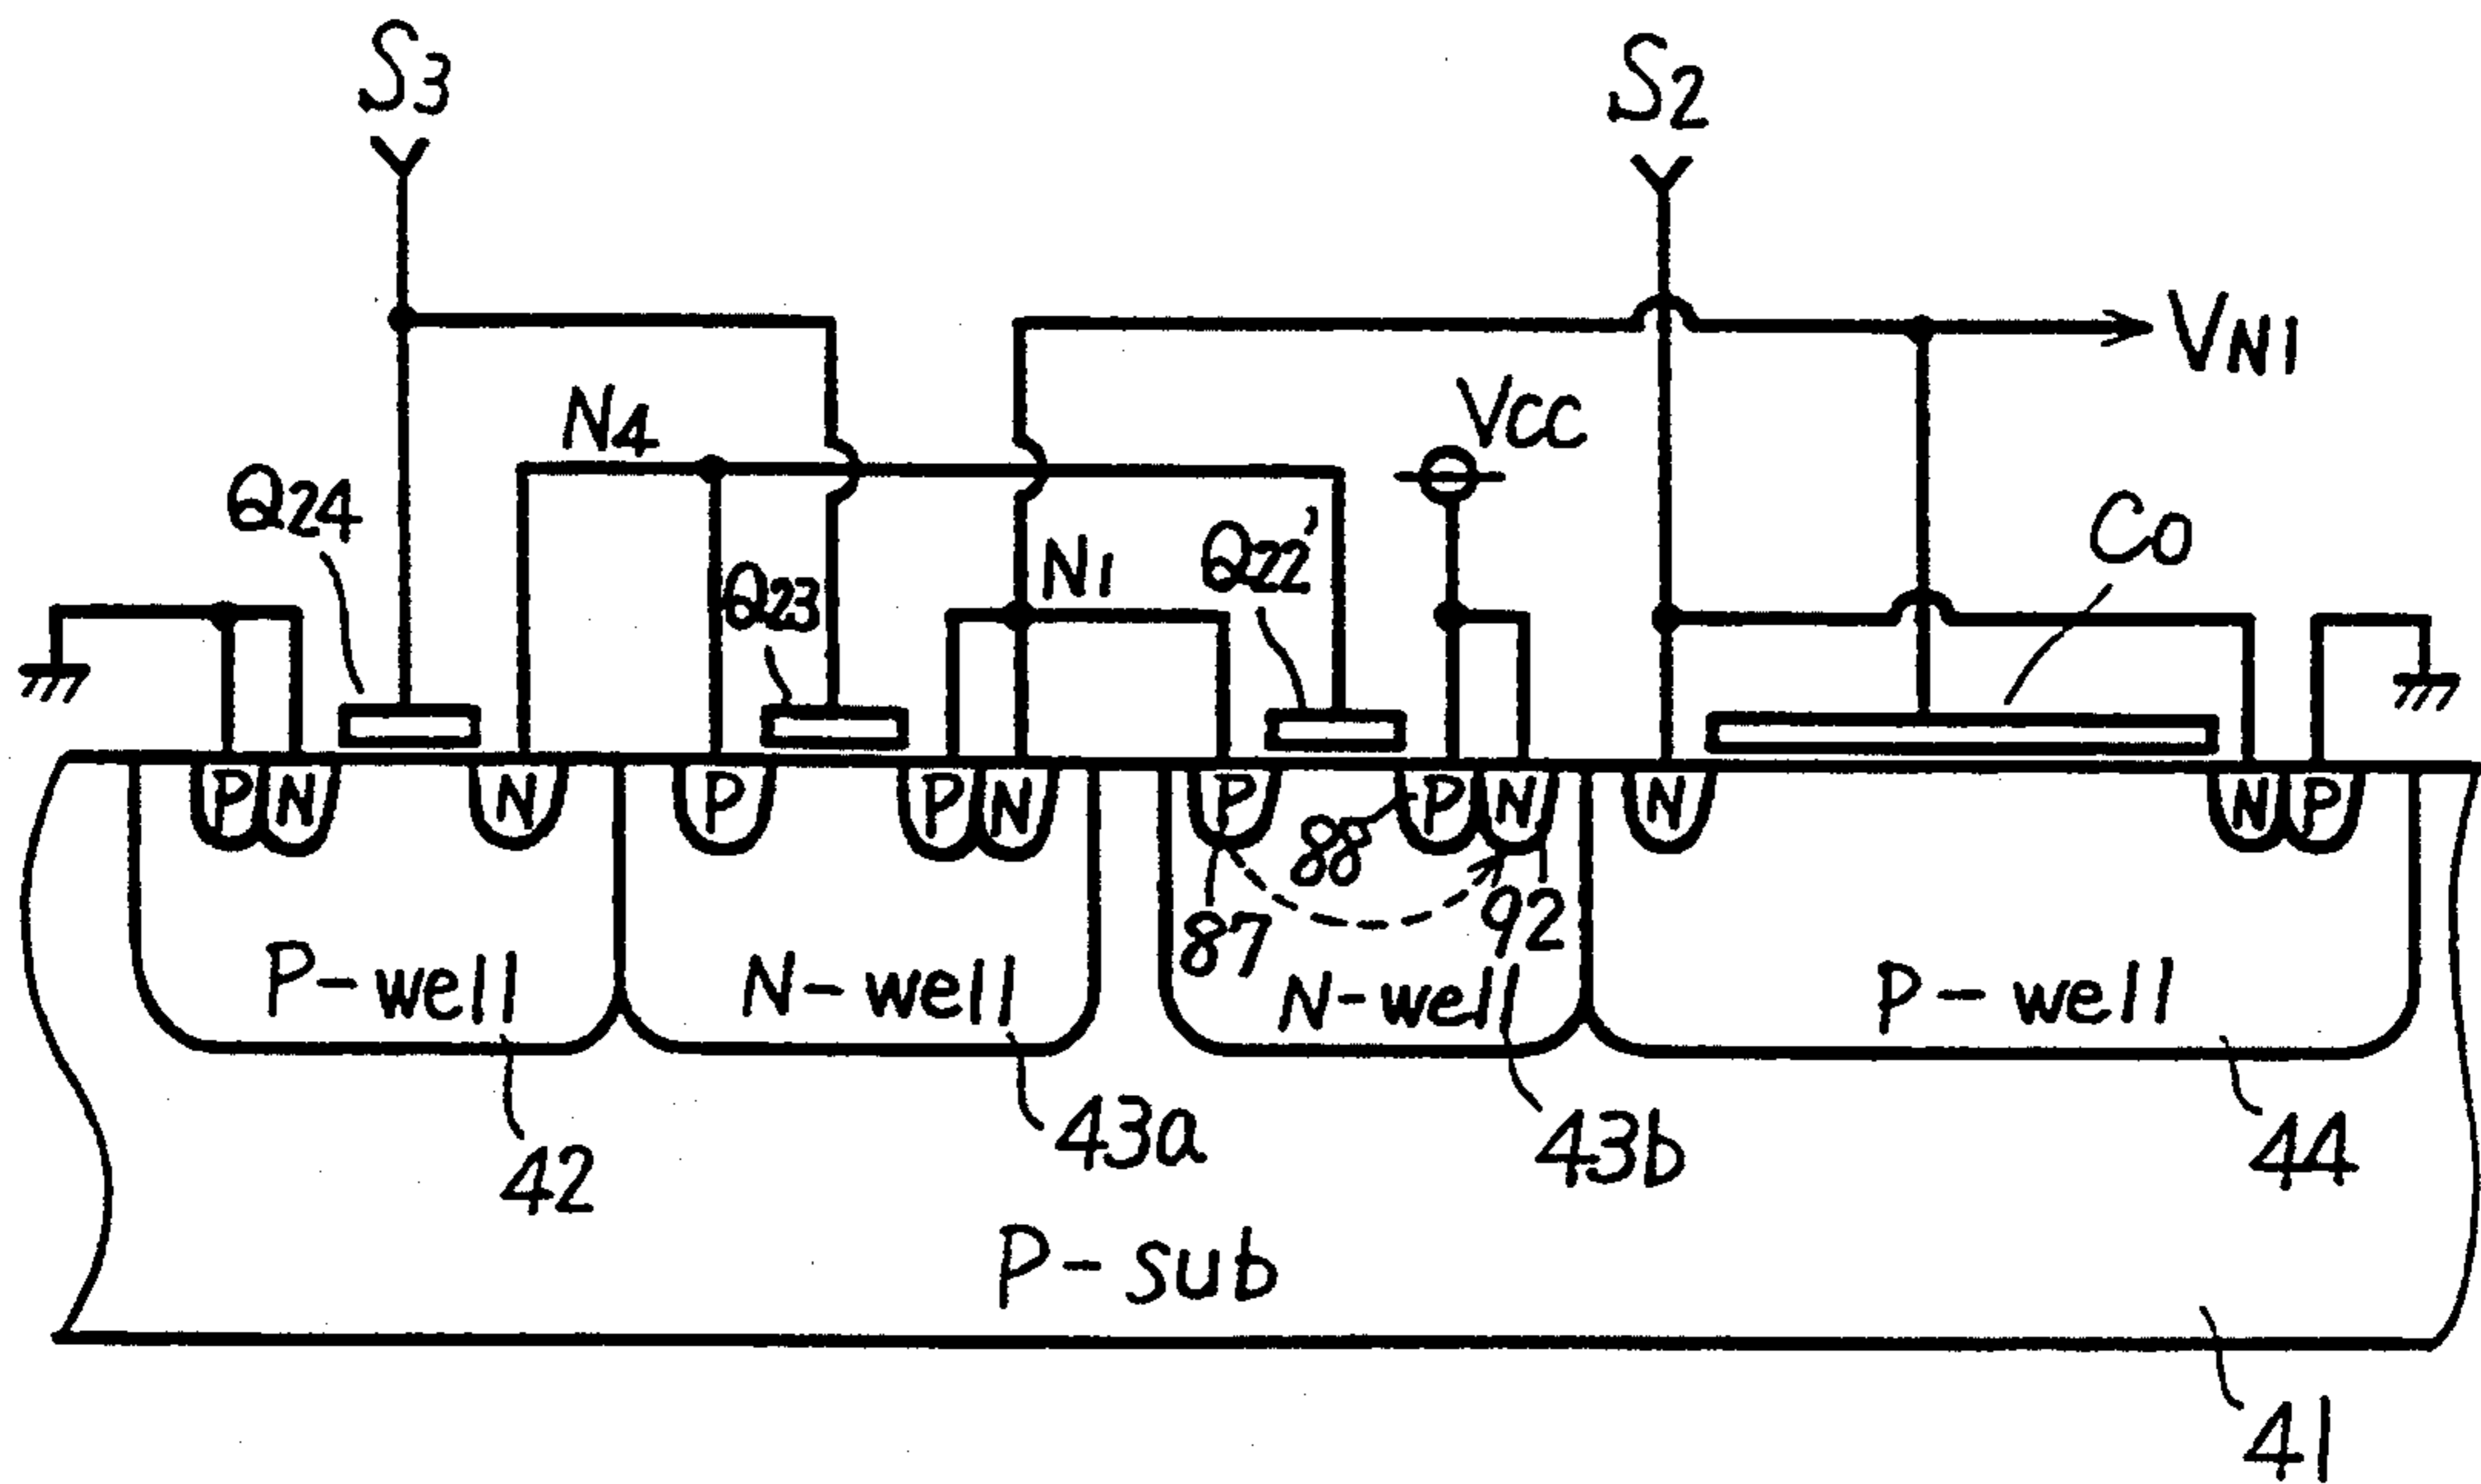 S3 S2
VN1
N4 VCC
Q24 Q23 N1 Q22' Co
P N N P P N P P N N N P
88
87 92
P-well N-well N-well P-well
42 43a 43b 44
P-sub
41